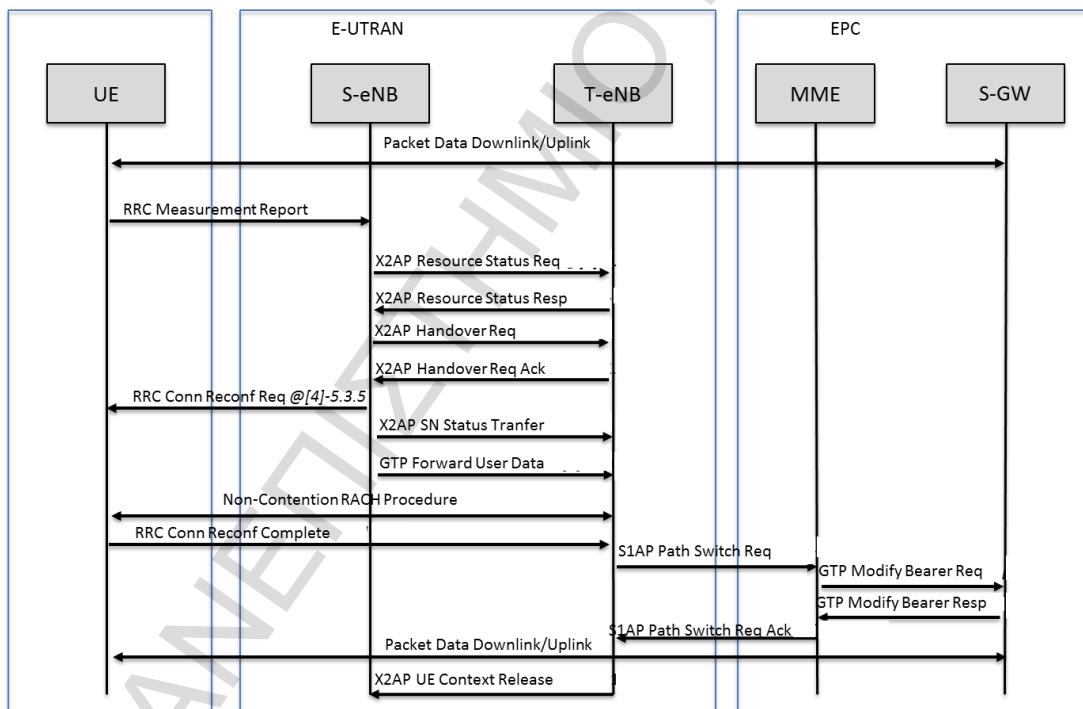 E-UTRAN
EPC
UE
S-eNB
T-eNB
MME
S-GW
Packet Data Downlink/Uplink
RRC Measurement Report
X2AP Resource Status Req
X2AP Resource Status Resp
X2AP Handover Req
X2AP Handover Req Ack
RRC Conn Reconf Req @[4]-5.3.5
X2AP SN Status Tranfer
GTP Forward User Data
Non-Contention RACH Procedure
RRC Conn Reconf Complete
S1AP Path Switch Req
GTP Modify Bearer Req
GTP Modify Bearer Resp
S1AP Path Switch Req Ack
Packet Data Downlink/Uplink
X2AP UE Context Release
ΑΝΕΠΙΣΤΗΜΙΟ